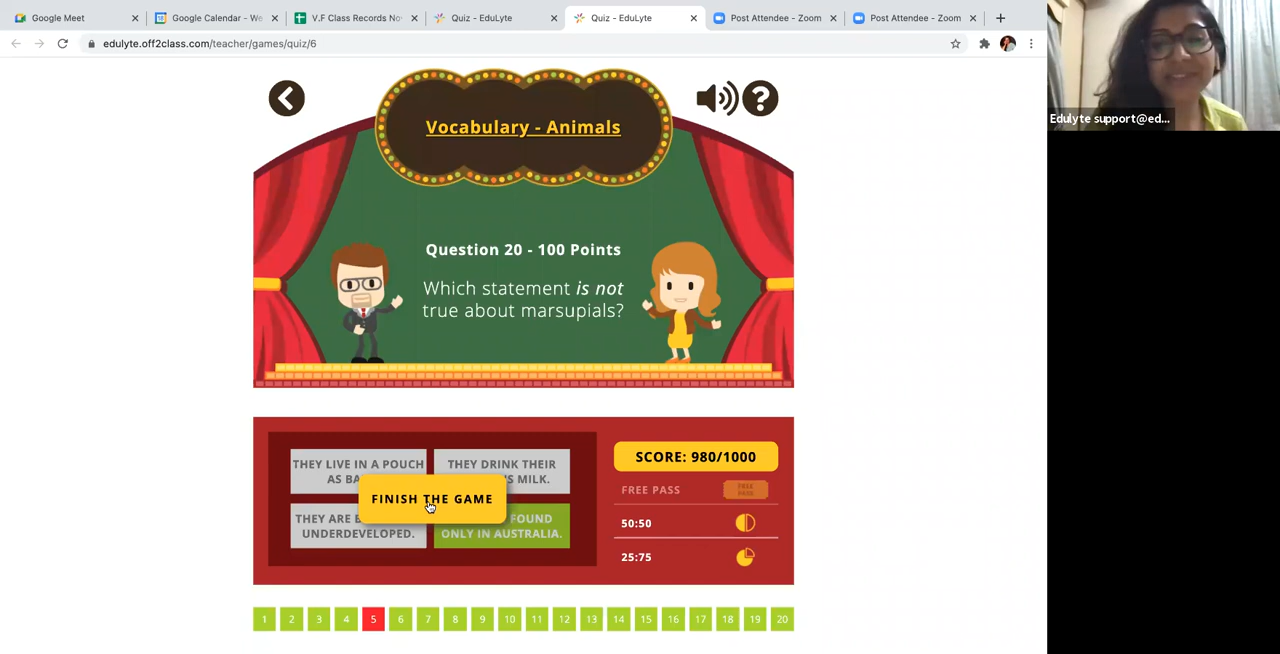 Google Meet
Google Calendar - We
V.F Class Records No
Quiz - EduLyte
Quiz - EduLyte
Post Attendee - Zoom
Post Attendee - Zoom
edulyte.off2class.com/teacher/games/quiz/6
Edulyte support@ed...
Vocabulary - Animals
Question 20 - 100 Points
Which statement is not
true about marsupials?
THEY LIVE IN A POUCH
AS BA
THEY DRINK THEIR
S MILK.
FINISH THE GAME
THEY ARE B
UNDERDEVELOPED.
FOUND
ONLY IN AUSTRALIA.
SCORE: 980/1000
FREE PASS
FREE
PASS
50:50
25:75
1 2 3 4 5 6 7 8 9 10 11 12 13 14 15 16 17 18 19 20